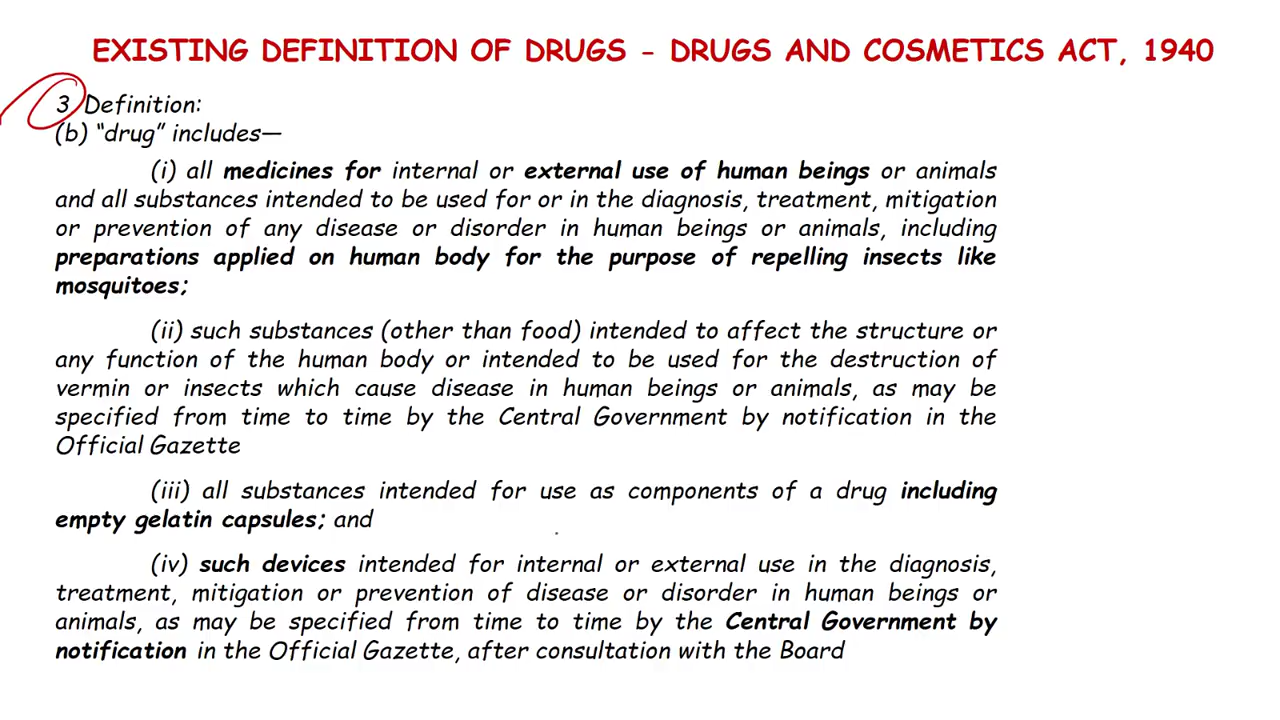 EXISTING DEFINITION OF DRUGS - DRUGS AND COSMETICS ACT, 1940
3 Definition:
(b) “drug” includes—
(i) all medicines for internal or external use of human beings or animals
and all substances intended to be used for or in the diagnosis, treatment, mitigation
or prevention of any disease or disorder in human beings or animals, including
preparations applied on human body for the purpose of repelling insects like
mosquitoes;
(ii) such substances (other than food) intended to affect the structure or
any function of the human body or intended to be used for the destruction of
vermin or insects which cause disease in human beings or animals, as may be
specified from time to time by the Central Government by notification in the
Official Gazette
(iii) all substances intended for use as components of a drug including
empty gelatin capsules; and
(iv) such devices intended for internal or external use in the diagnosis,
treatment, mitigation or prevention of disease or disorder in human beings or
animals, as may be specified from time to time by the Central Government by
notification in the Official Gazette, after consultation with the Board